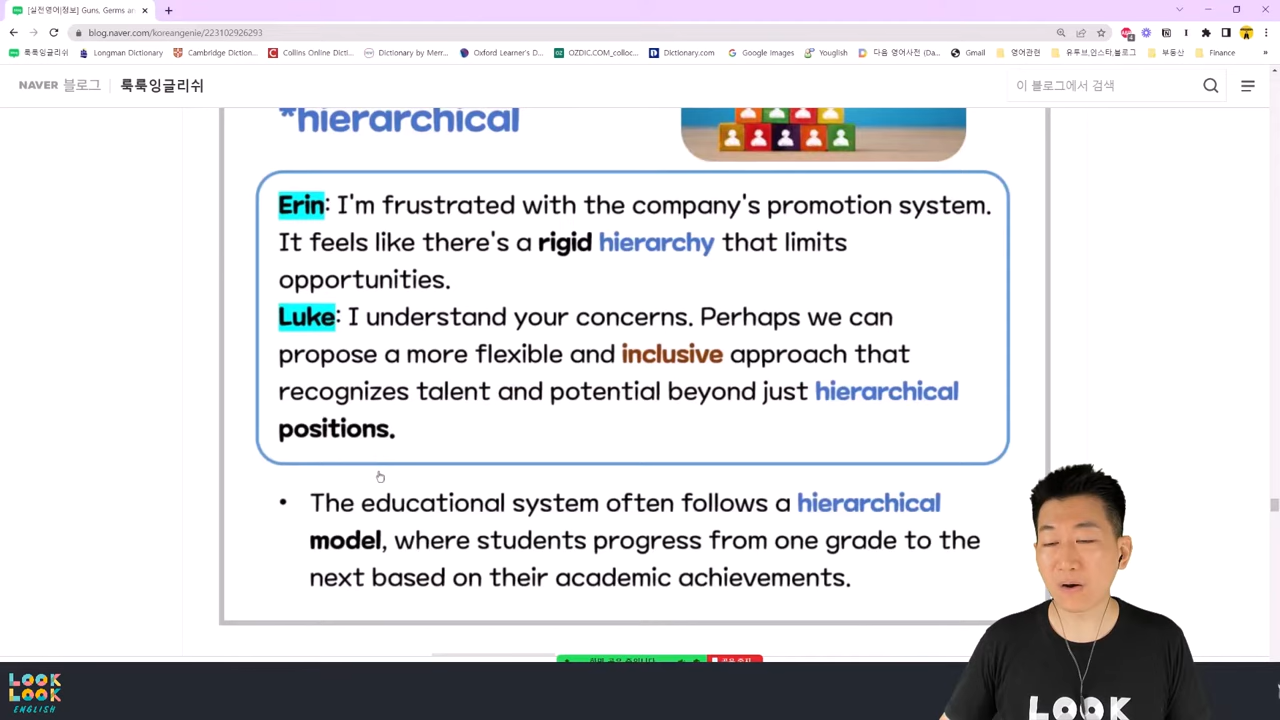 [실전영어/정보] Guns, Germs an
blog.naver.com/koreangenie/223102926293
룩룩잉글리쉬 Longman Dictionary Cambridge Diction... Collins Online Dicti... Dictionary by Merr... Oxford Learner's D... OZDIC.COM_colloc... Dictionary.com Google Images Youglish 다음 영어사전 (Da... Gmail 영어관련 유투브,인스타,블로그 부동산 Finance »
NAVER 블로그 룩룩잉글리쉬 이 블로그에서 검색
*hierarchical
Erin: I'm frustrated with the company's promotion system.
It feels like there's a rigid hierarchy that limits
opportunities.
Luke: I understand your concerns. Perhaps we can
propose a more flexible and inclusive approach that
recognizes talent and potential beyond just hierarchical
positions.
• The educational system often follows a hierarchical
model, where students progress from one grade to the
next based on their academic achievements.
LOOK
LOOK
ENGLISH
LOOK